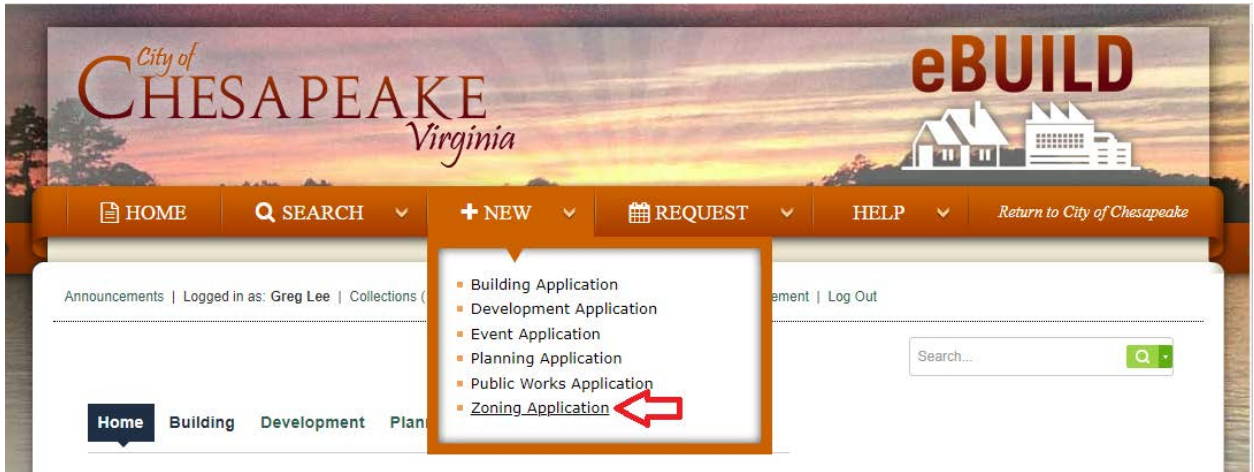 City of
CHESAPEAKE
Virginia
eBUILD
HOME SEARCH NEW REQUEST HELP Return to City of Chesapeake
Building Application
Development Application
Event Application
Planning Application
Public Works Application
Zoning Application
Announcements | Logged in as: Greg Lee | Collections ( ement | Log Out
Search...
Home Building Development Plann